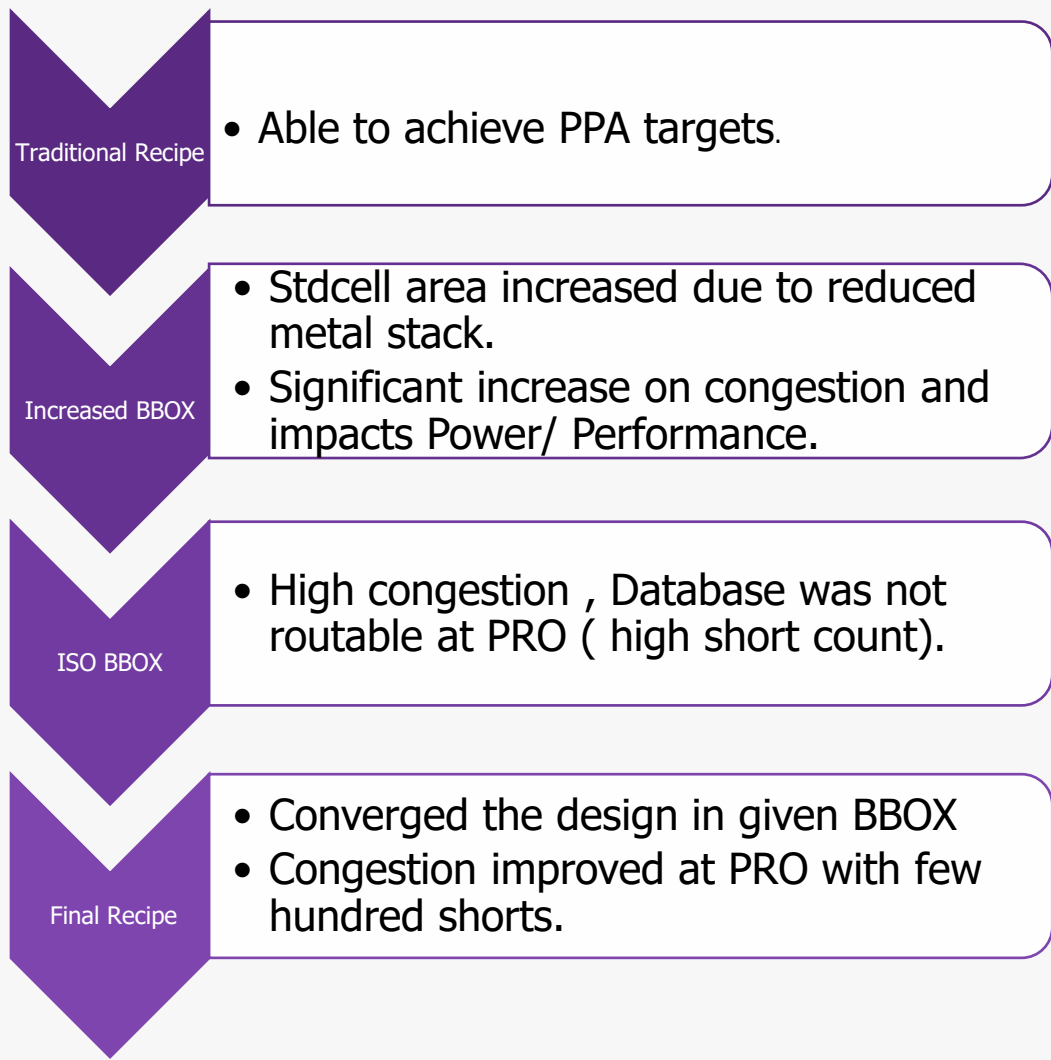 Traditional Recipe
• Able to achieve PPA targets.
Increased BBOX
• Stdcell area increased due to reduced
metal stack.
• Significant increase on congestion and
impacts Power/ Performance.
ISO BBOX
• High congestion , Database was not
routable at PRO ( high short count).
Final Recipe
• Converged the design in given BBOX
• Congestion improved at PRO with few
hundred shorts.